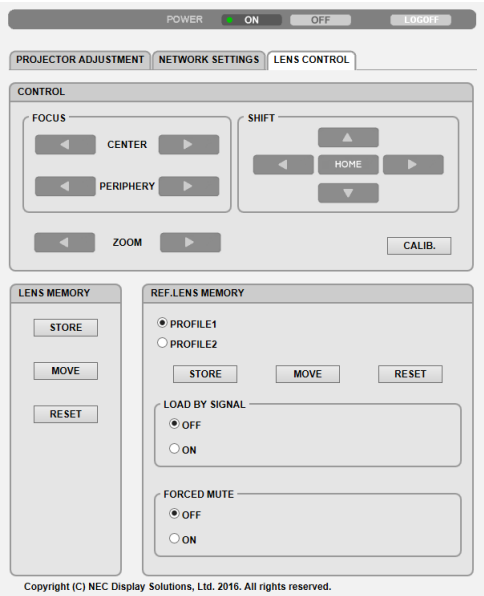 POWER ON OFF LOGOFF
PROJECTOR ADJUSTMENT NETWORK SETTINGS LENS CONTROL
CONTROL
FOCUS
CENTER
PERIPHERY
ZOOM
SHIFT
HOME
CALIB.
LENS MEMORY
STORE
MOVE
RESET
REF.LENS MEMORY
PROFILE1
PROFILE2
STORE MOVE RESET
LOAD BY SIGNAL
OFF
ON
FORCED MUTE
OFF
ON
Copyright (C) NEC Display Solutions, Ltd. 2016. All rights reserved.